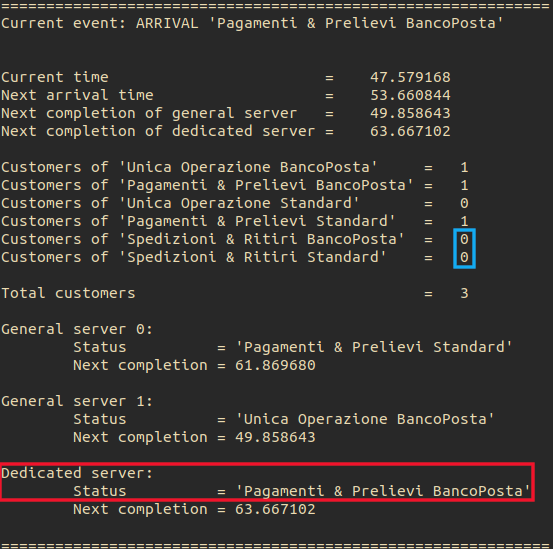 =============================================================
Current event: ARRIVAL 'Pagamenti & Prelievi BancoPosta'
Current time = 47.579168
Next arrival time = 53.660844
Next completion of general server = 49.858643
Next completion of dedicated server = 63.667102
Customers of 'Unica Operazione BancoPosta' = 1
Customers of 'Pagamenti & Prelievi BancoPosta' = 1
Customers of 'Unica Operazione Standard' = 0
Customers of 'Pagamenti & Prelievi Standard' = 1
Customers of 'Spedizioni & Ritiri BancoPosta' = 0
Customers of 'Spedizioni & Ritiri Standard' = 0
Total customers = 3
General server 0:
Status = 'Pagamenti & Prelievi Standard'
Next completion = 61.869680
General server 1:
Status = 'Unica Operazione BancoPosta'
Next completion = 49.858643
Dedicated server:
Status = 'Pagamenti & Prelievi BancoPosta'
Next completion = 63.667102
=============================================================